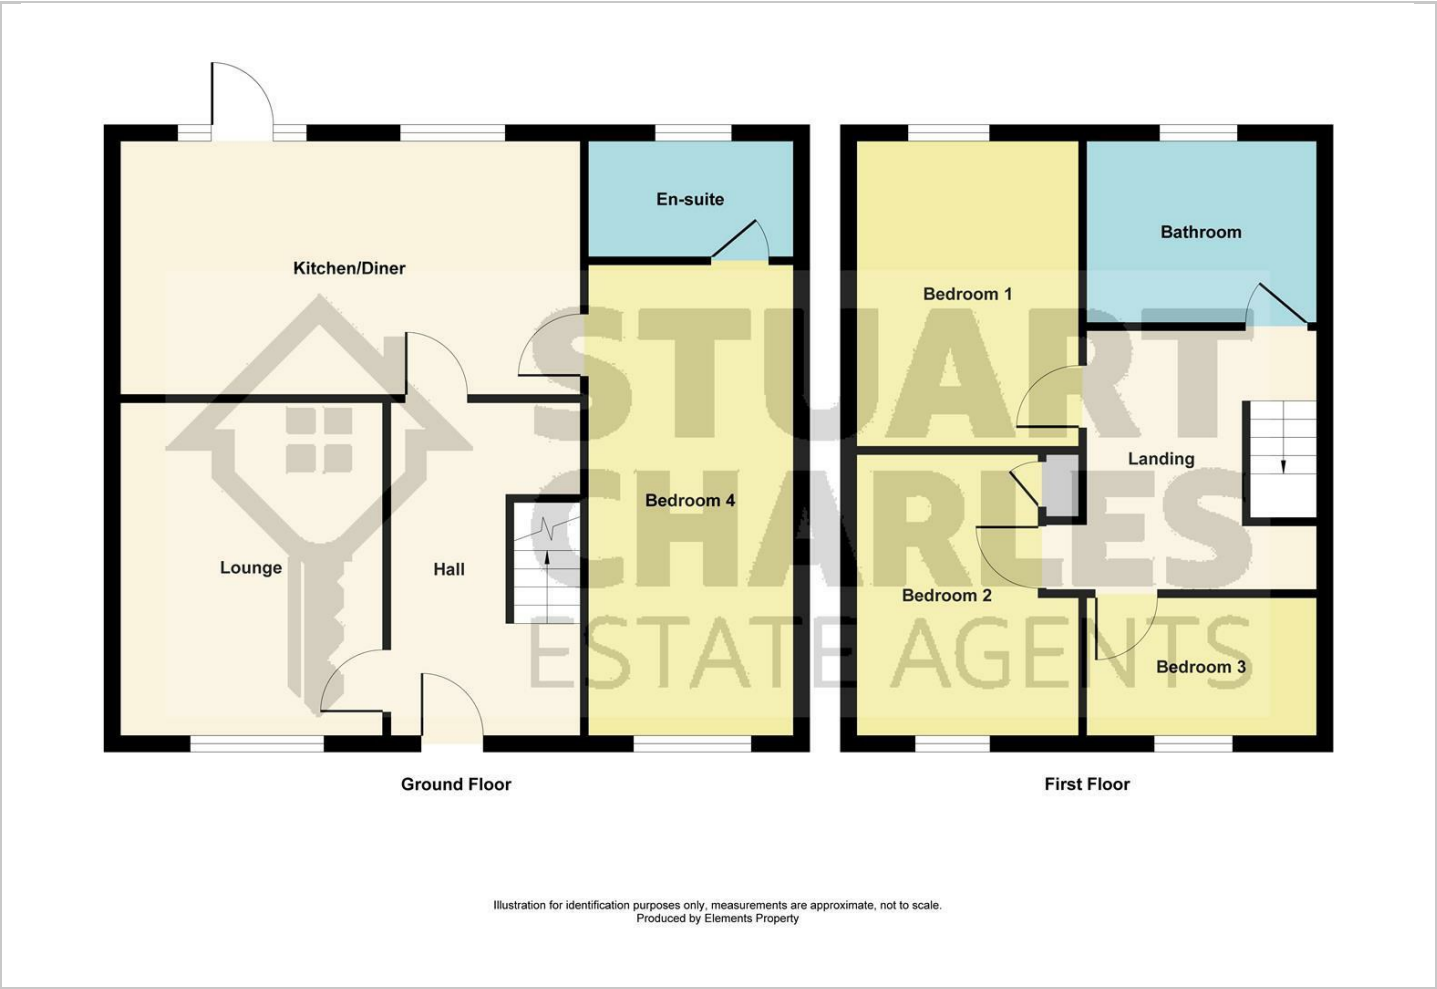 Kitchen/Diner
En-suite
Bedroom 4
Lounge
Hall
Ground Floor
Bedroom 1
Bathroom
Landing
Bedroom 2
Bedroom 3
First Floor
STUART
CHARLES
ESTATE AGENTS
Illustration for identification purposes only, measurements are approximate, not to scale.
Produced by Elements Property